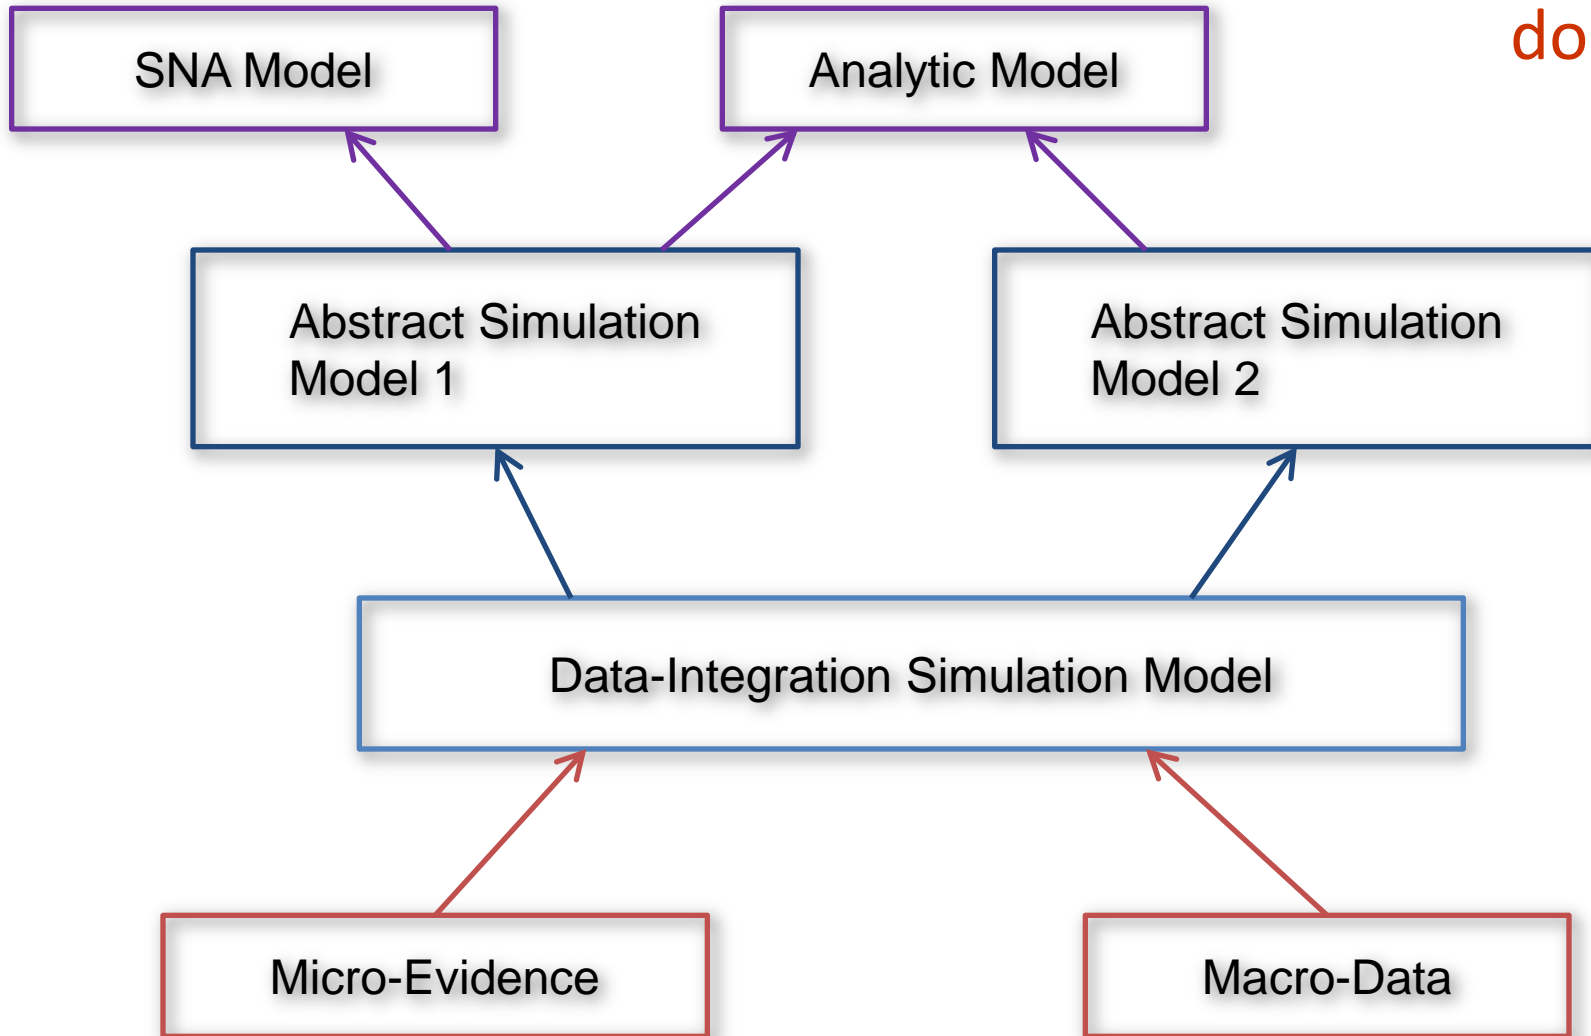 do
SNA Model
Analytic Model
Abstract Simulation
Model 1
Abstract Simulation
Model 2
Data-Integration Simulation Model
Micro-Evidence
Macro-Data